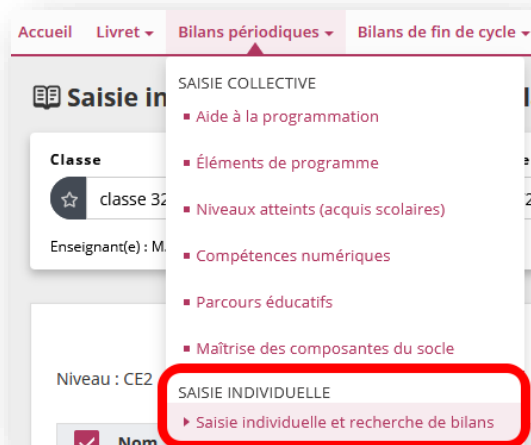 Accueil Livret Bilans périodiques Bilans de fin de cycle
Saisie in
SAISIE COLLECTIVE
Aide à la programmation
Classe
Éléments de programme
classe 32
Niveaux atteints (acquis scolaires)
Enseignant(e) : M.
Compétences numériques
Parcours éducatifs
Maîtrise des composantes du socle
Niveau : CE2
SAISIE INDIVIDUELLE
Saisie individuelle et recherche de bilans
Nom